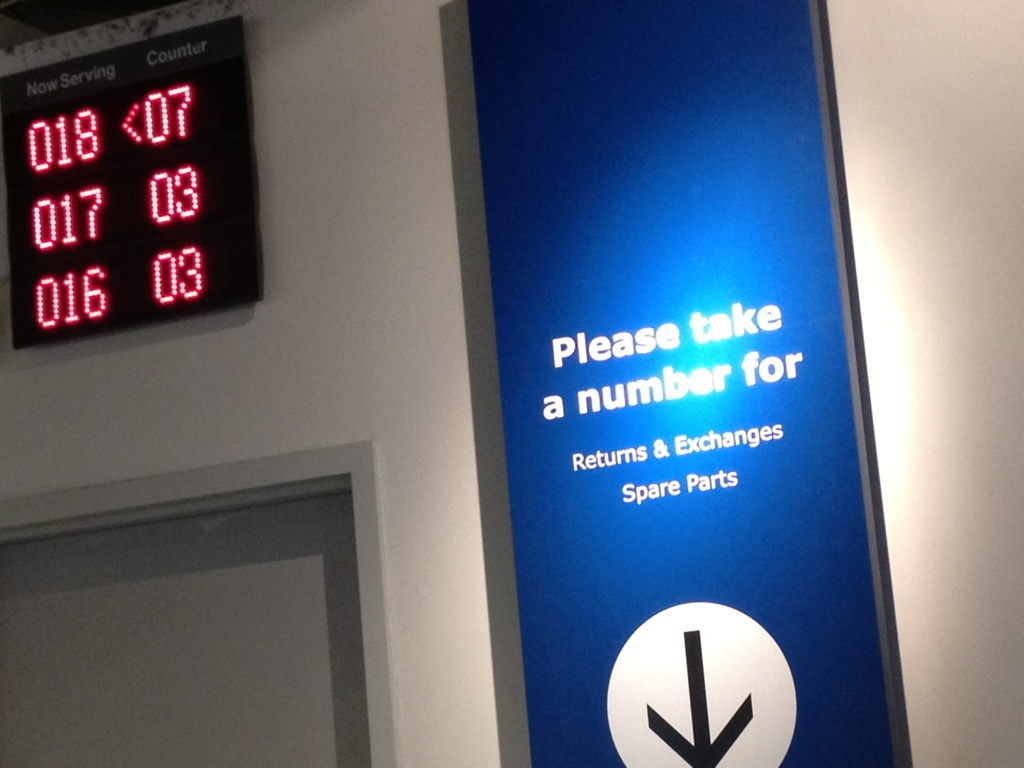 Now Serving Counter
018 <07
017 03
016 03
Please take
a number for
Returns & Exchanges
Spare Parts